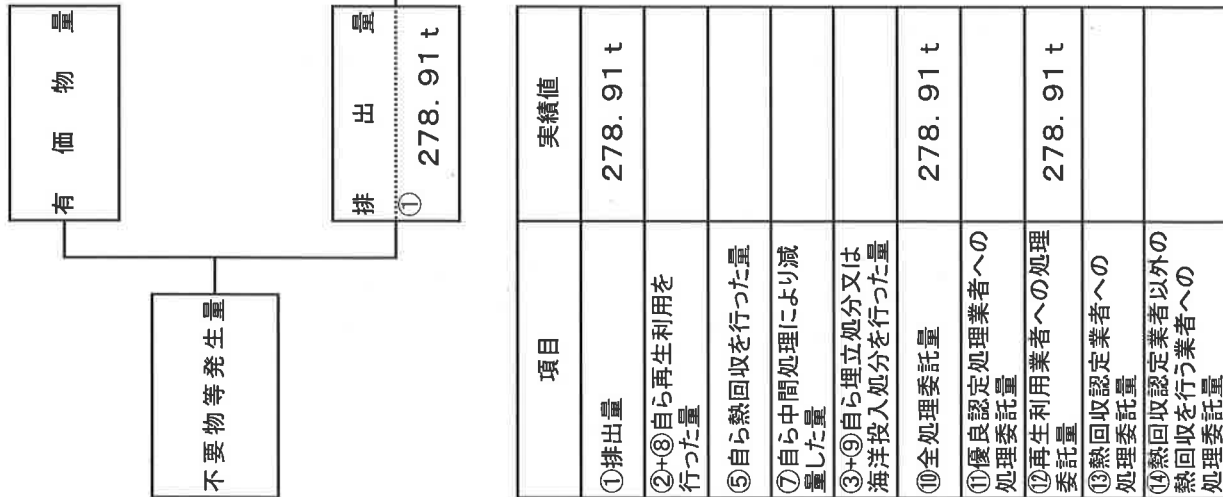 有価物量
不要物等発生量
排出量
①
278.91t
項目
実績値
①排出量
278.91t
②+⑧自ら再生利用を
行った量
⑤自ら熱回収を行った量
⑦自ら中間処理により減
量した量
③+⑨自ら埋立処分又は
海洋投入処分を行った量
⑩全処理委託量
278.91t
⑪優良認定処理業者への
処理委託量
⑫再生利用業者への処理
委託量
278.91t
⑬熱回収認定業者への
処理委託量
⑭熱回収認定業者以外の
熱回収を行う業者への
処理委託量